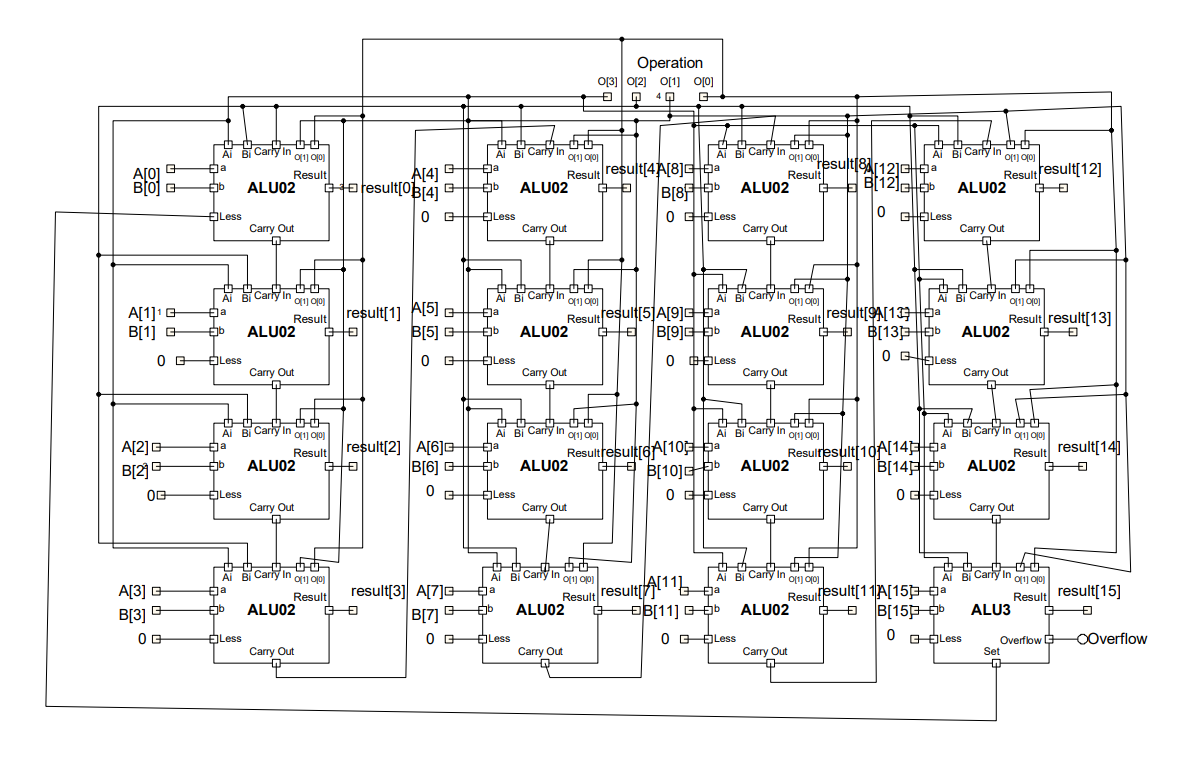 Operation
O[3] O[2] O[1] O[0]
4
Ai Bi Carry In O[1] O[0] Ai Bi Carry In O[1] O[0] Ai Bi Carry In O[1] O[0] Ai Bi Carry In O[1] O[0]
A[0] a Result A[4] a Result result[4] A[8] a Result result[8] A[12] a Result result[12]
B[0] b ALU02 3 result[0] B[4] b ALU02 B[8] b ALU02 B[12] b ALU02
Less 0 Less 0 Less 0 Less
Carry Out Carry Out Carry Out Carry Out
Ai Bi Carry In O[1] O[0] Ai Bi Carry In O[1] O[0] Ai Bi Carry In O[1] O[0] Ai Bi Carry In O[1] O[0]
A[1] 1 a Result result[1] A[5] a Result result[5] A[9] a Result result[9] A[13] a Result result[13]
B[1] b ALU02 B[5] b ALU02 B[9] b ALU02 B[13] b ALU02
0 Less 0 Less 0 Less 0 Less
Carry Out Carry Out Carry Out Carry Out
Ai Bi Carry In O[1] O[0] Ai Bi Carry In O[1] O[0] Ai Bi Carry In O[1] O[0] Ai Bi Carry In O[1] O[0]
A[2] a Result result[2] A[6] a Result result[6] A[10] a Result result[10] A[14] a Result result[14]
B[2] b ALU02 B[6] b ALU02 B[10] b ALU02 B[14] b ALU02
0 Less 0 Less 0 Less 0 Less
Carry Out Carry Out Carry Out Carry Out
Ai Bi Carry In O[1] O[0] Ai Bi Carry In O[1] O[0] Ai Bi Carry In O[1] O[0] Ai Bi Carry In O[1] O[0]
A[3] a Result result[3] A[7] a Result result[7] A[11] a Result result[11] A[15] a Result result[15]
B[3] b ALU02 B[7] b ALU02 B[11] b ALU02 B[15] b ALU3
0 Less 0 Less 0 Less 0 Less Overflow Overflow
Carry Out Carry Out Carry Out Set